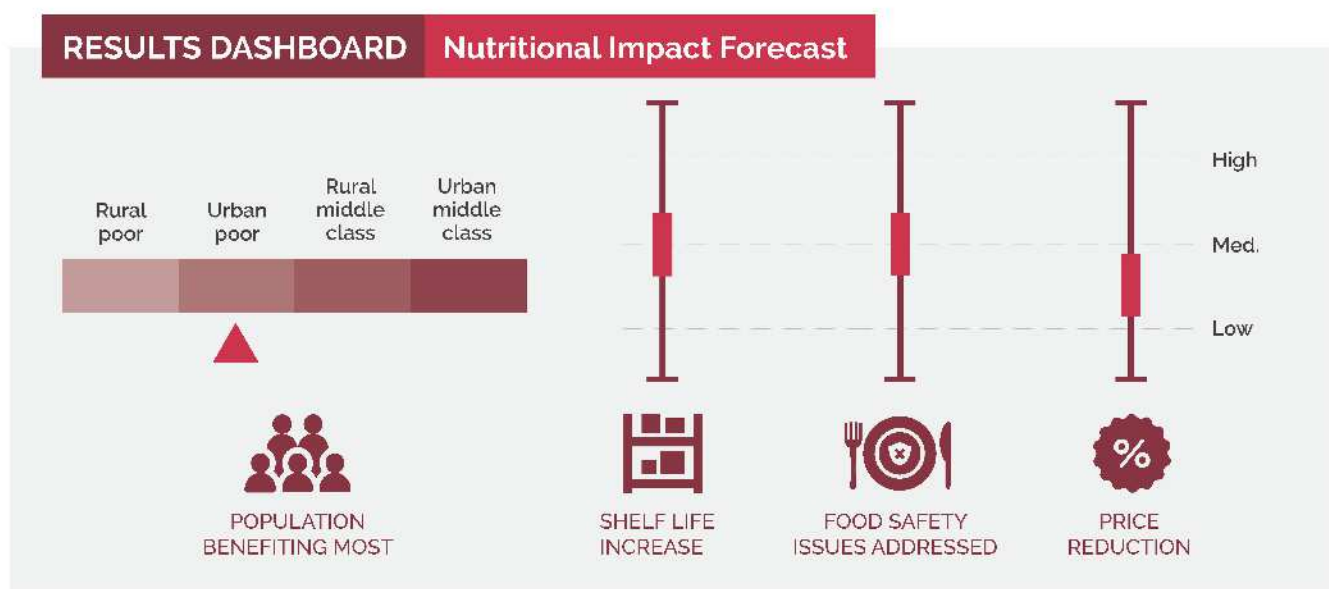 RESULTS DASHBOARD Nutritional Impact Forecast
Rural
poor
Urban
poor
Rural
middle
class
Urban
middle
class
High
Med.
Low
POPULATION
BENEFITING MOST
SHELF LIFE
INCREASE
FOOD SAFETY
ISSUES ADDRESSED
%
PRICE
REDUCTION